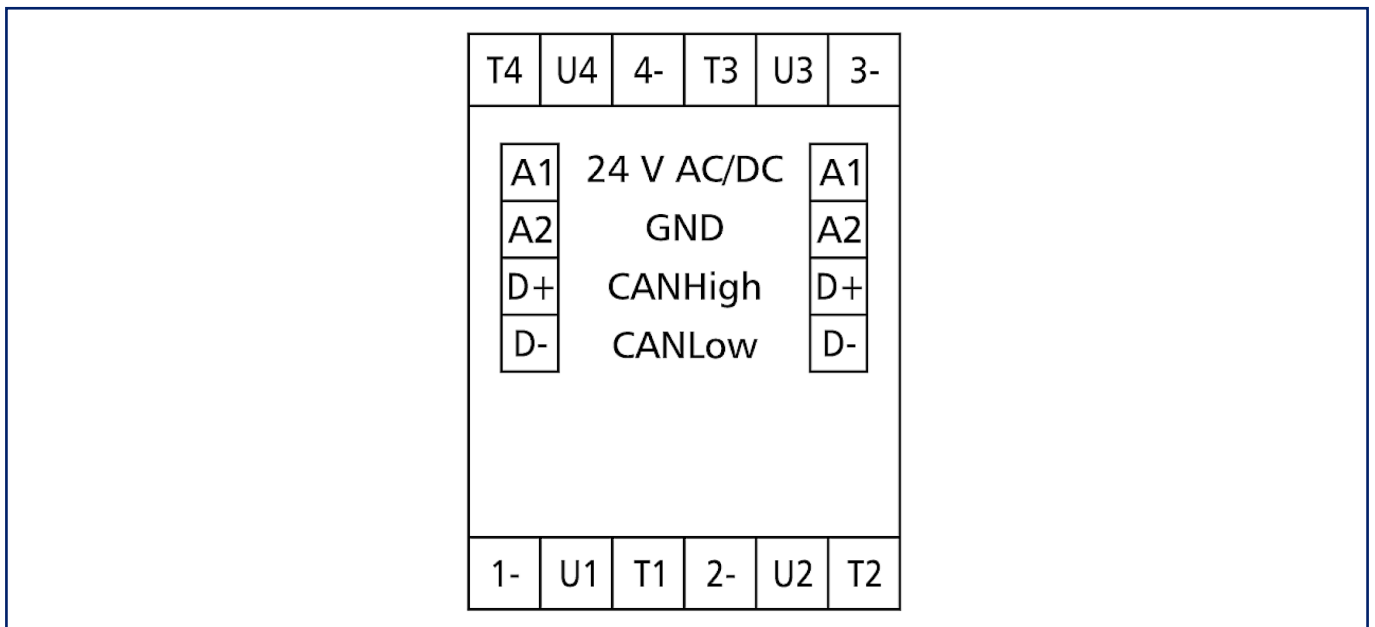 T4 U4 4- T3 U3 3-
A1 24 V AC/DC A1
A2 GND A2
D+ CANHigh D+
D- CANLow D-
1- U1 T1 2- U2 T2